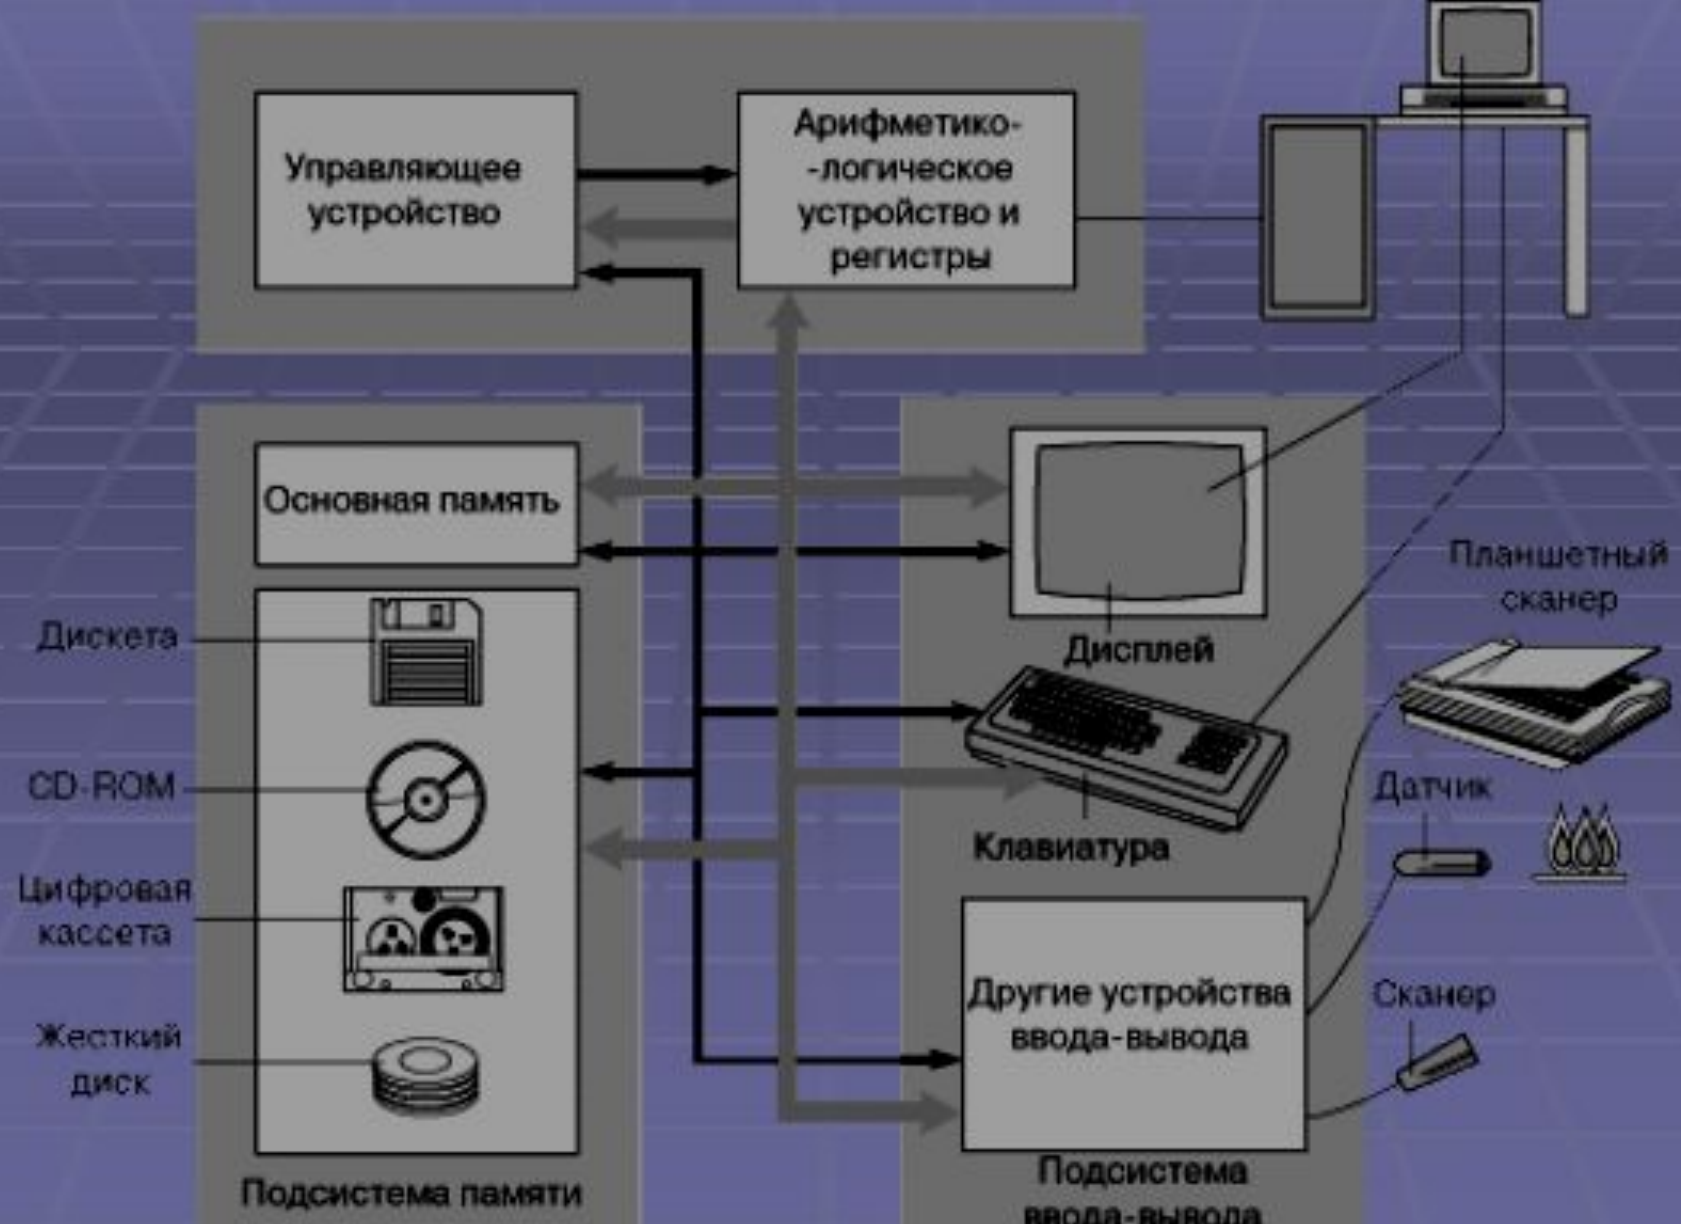 Управляющее
устройство
Арифметико-
-логическое
устройство и
регистры
Основная память
Дискета
CD-ROM
Цифровая
кассета
Жесткий
диск
Подсистема памяти
Дисплей
Клавиатура
Другие устройства
ввода-вывода
Подсистема
ввода-вывода
Планшетный
сканер
Датчик
Сканер